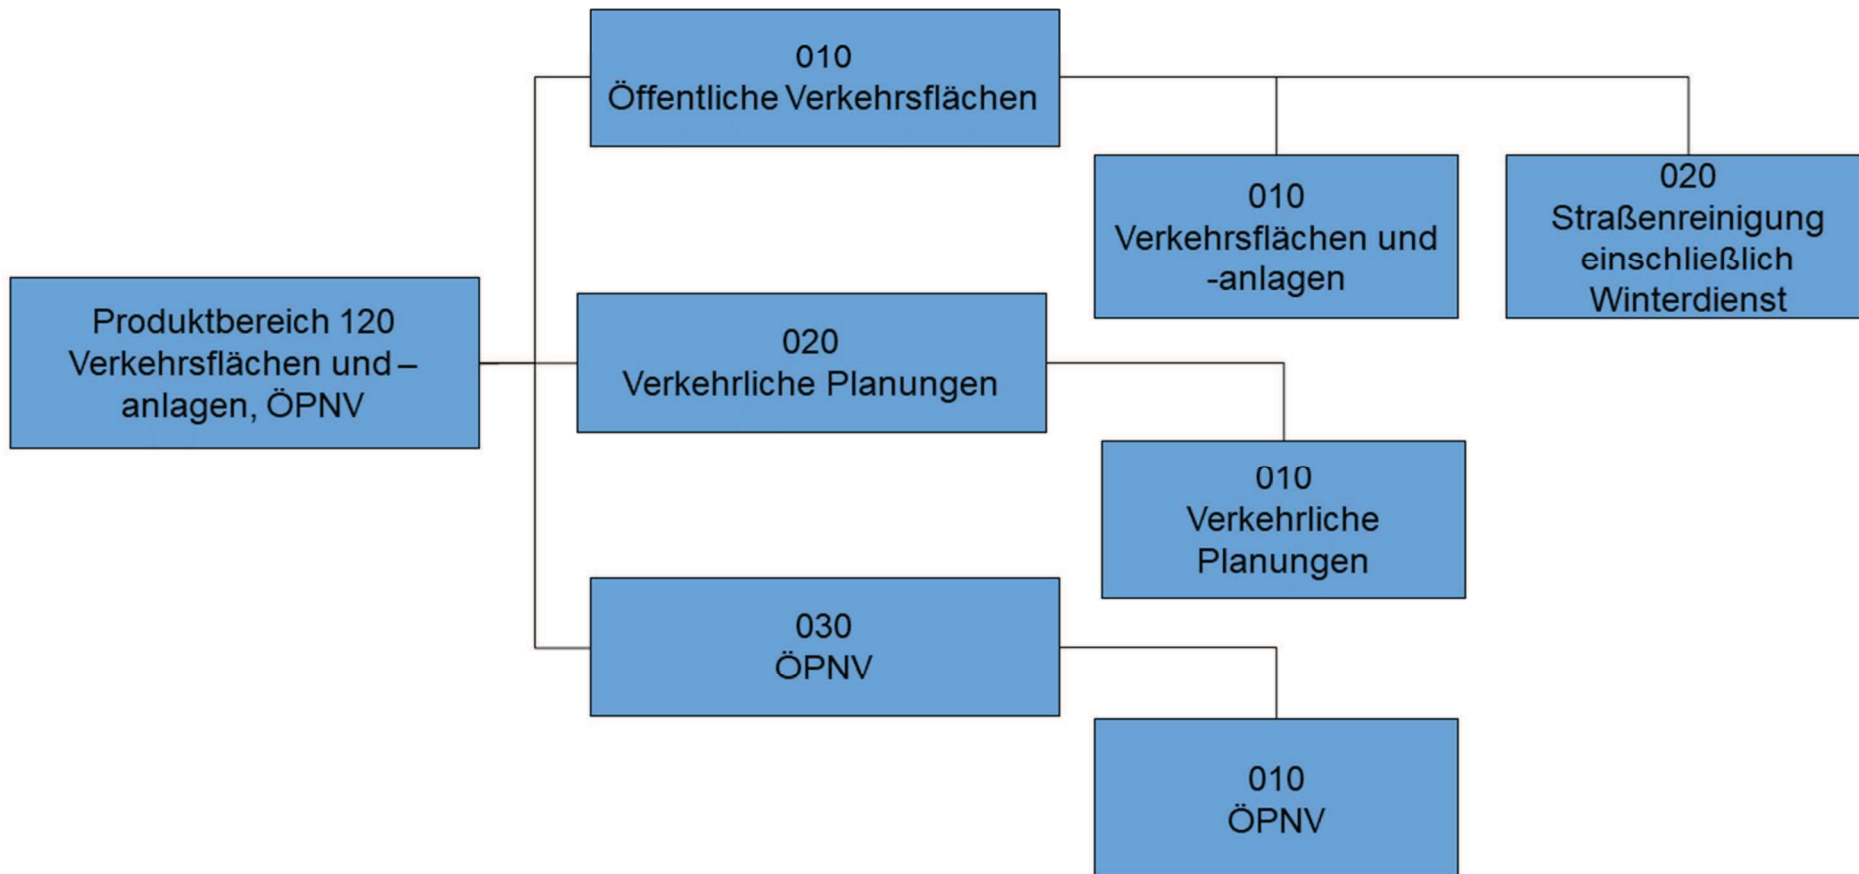 010
Öffentliche Verkehrsflächen
010
Verkehrsflächen und
-anlagen
020
Straßenreinigung
einschließlich
Winterdienst
Produktbereich 120
Verkehrsflächen und –
anlagen, ÖPNV
020
Verkehrliche Planungen
010
Verkehrliche
Planungen
030
ÖPNV
010
ÖPNV